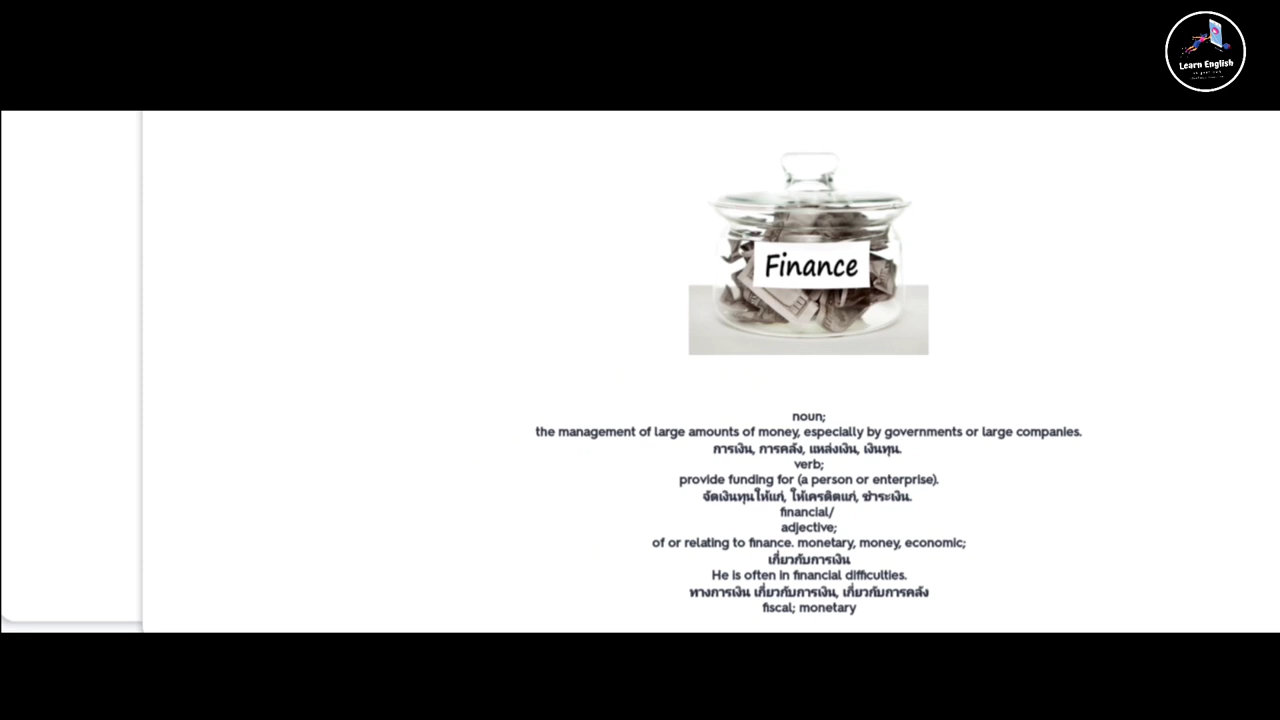 Learn English
Finance
noun;
the management of large amounts of money, especially by governments or large companies.
การเงิน, การคลัง, แหล่งเงิน, เงินทุน.
verb;
provide funding for (a person or enterprise).
จัดเงินทุนให้แก่, ให้เครดิตแก่, ชำระเงิน.
financial/
adjective;
of or relating to finance. monetary, money, economic;
เกี่ยวกับการเงิน
He is often in financial difficulties.
ทางการเงิน เกี่ยวกับการเงิน, เกี่ยวกับการคลัง
fiscal; monetary